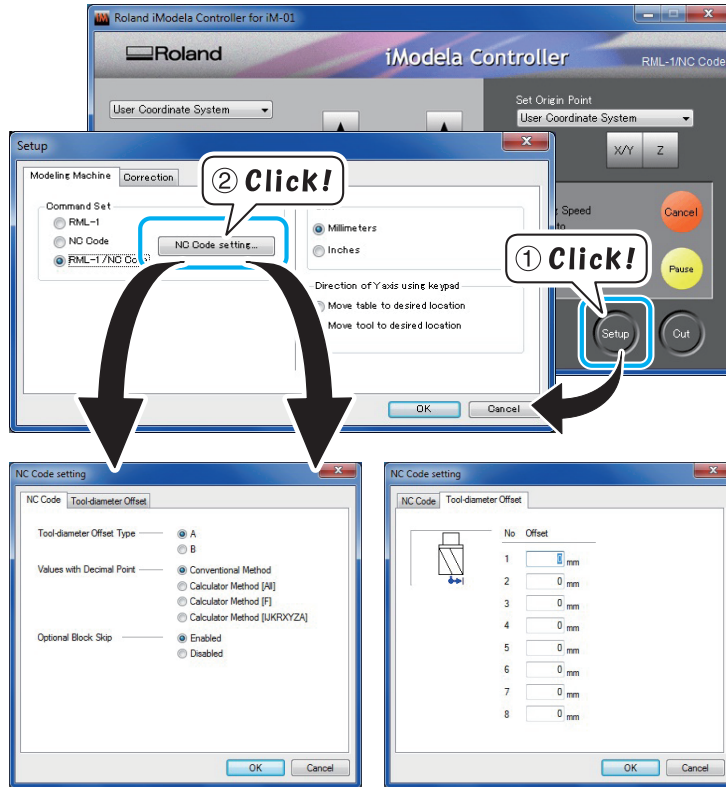 Roland iModela Controller for iM-01
Roland
iModela Controller
RML-1/NC Code
User Coordinate System
Set Origin Point
User Coordinate System
X/Y
Z
Speed
Cancel
Pause
Setup
Cut
① Click!
Setup
Modeling Machine
Correction
② Click!
Command Set
RML-1
NC Code
RML-1/NC Co
NC Code setting...
Millimeters
Inches
Direction of Y axis using keypad
Move table to desired location
Move tool to desired location
OK
Cancel
NC Code setting
NC Code
Tool-diameter Offset
Tool-diameter Offset Type
A
B
Values with Decimal Point
Conventional Method
Calculator Method [All]
Calculator Method [F]
Calculator Method [IJKRXYZA]
Optional Block Skip
Enabled
Disabled
OK
Cancel
NC Code setting
NC Code
Tool-diameter Offset
No Offset
1 0 mm
2 0 mm
3 0 mm
4 0 mm
5 0 mm
6 0 mm
7 0 mm
8 0 mm
OK
Cancel